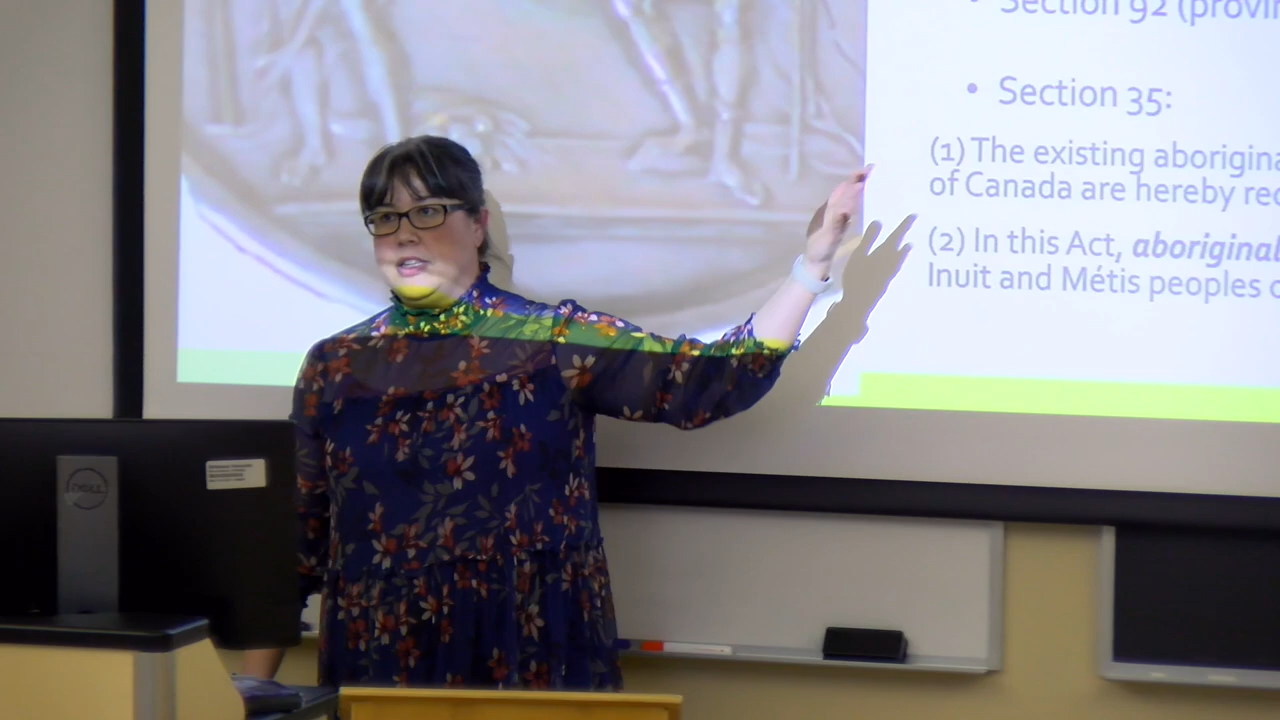 Section 92 (provin
Section 35:
(1) The existing aborigina
of Canada are hereby rec
(2) In this Act, aboriginal
Inuit and Métis peoples o
DELL